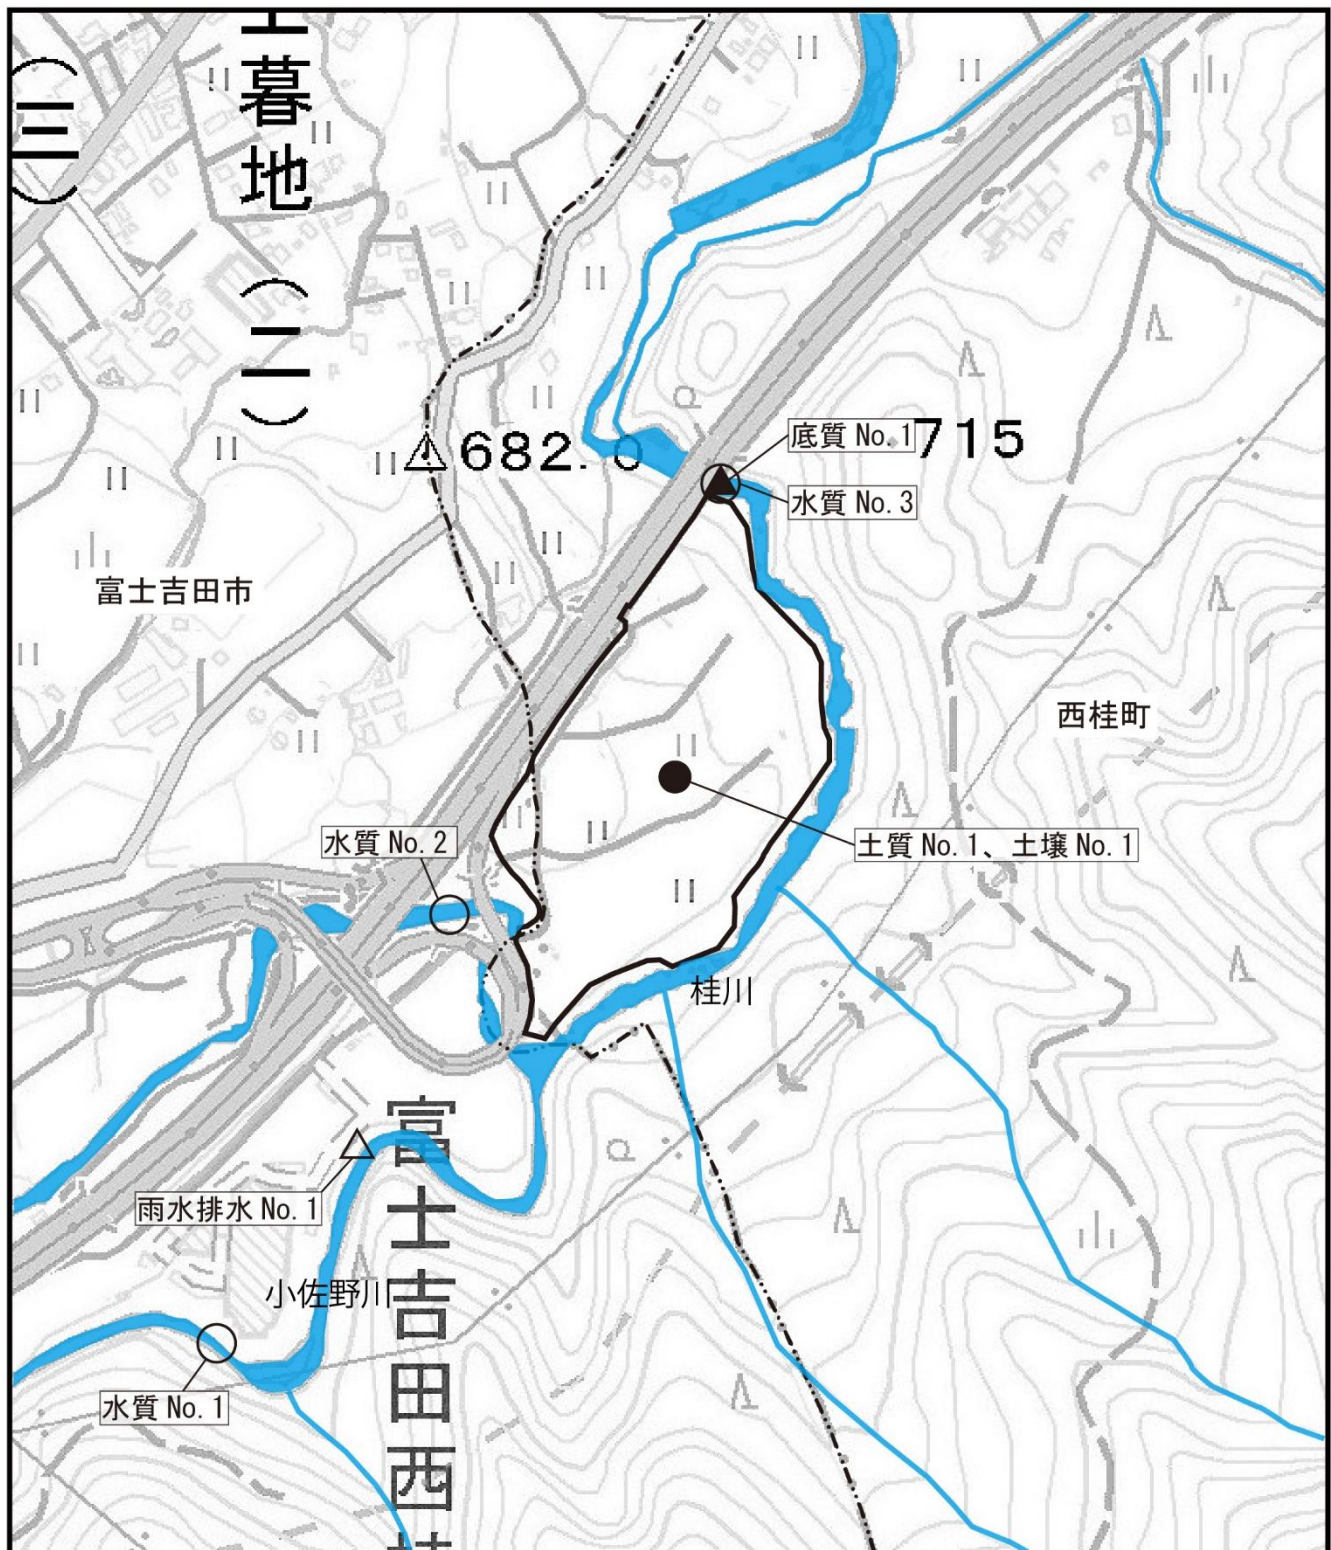 暮地(二)
(三)
682.0
底質 No.1
715
水質 No.3
富士吉田市
西桂町
水質 No.2
土質 No.1、土壌 No.1
桂川
富士吉田西
雨水排水 No.1
小佐野川
水質 No.1